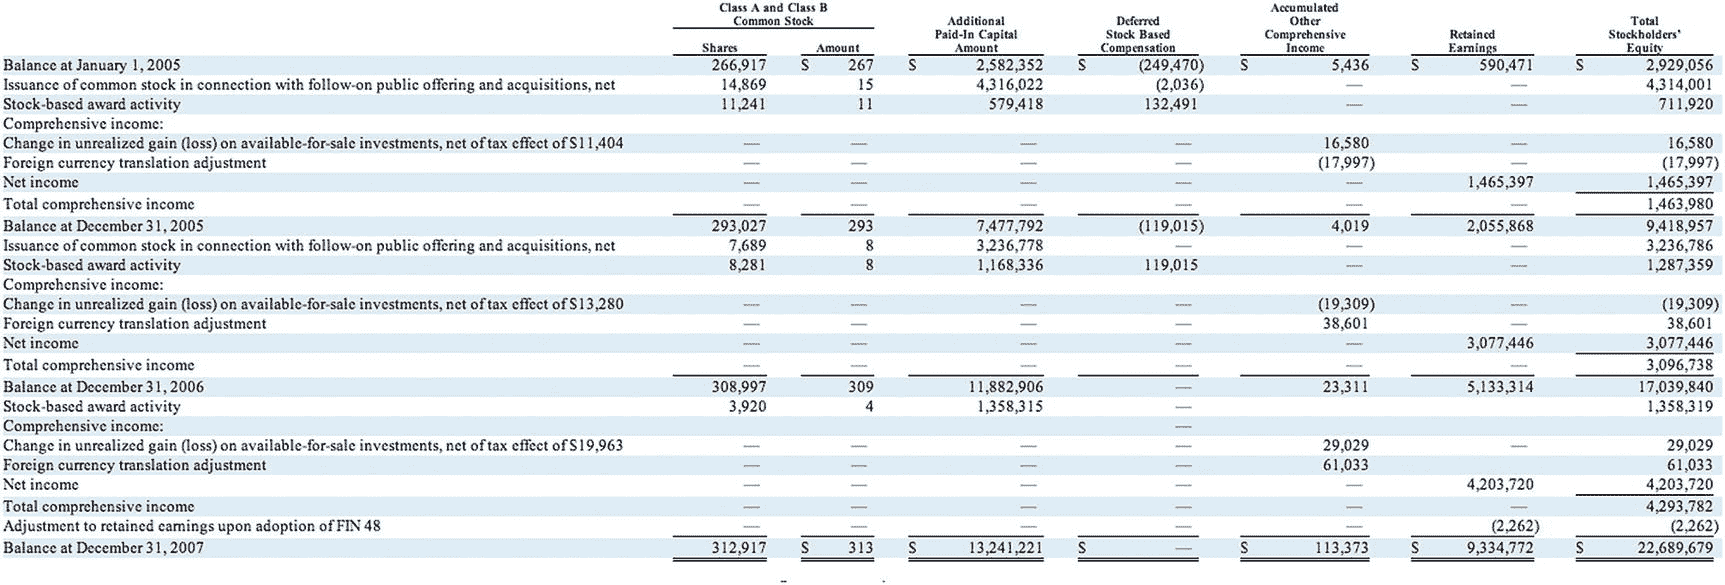 Class A and Class B Common Stock Additional Paid-In Capital Amount Deferred Stock Based Compensation Accumulated Other Comprehensive Income Retained Earnings Total Stockholders' Equity
Shares Amount
Balance at January 1, 2005 266,917 $ 267 $ 2,582,352 $ (249,470) $ 5,436 $ 590,471 $ 2,929,056
Issuance of common stock in connection with follow-on public offering and acquisitions, net 14,869 15 4,316,022 (2,036) — — 4,314,001
Stock-based award activity 11,241 11 579,418 132,491 — — 711,920
Comprehensive income:
Change in unrealized gain (loss) on available-for-sale investments, net of tax effect of $11,404 — — — — 16,580 — 16,580
Foreign currency translation adjustment — — — — (17,997) — (17,997)
Net income — — — — — 1,465,397 1,465,397
Total comprehensive income — — — — — — 1,463,980
Balance at December 31, 2005 293,027 293 7,477,792 (119,015) 4,019 2,055,868 9,418,957
Issuance of common stock in connection with follow-on public offering and acquisitions, net 7,689 8 3,236,778 — — — 3,236,786
Stock-based award activity 8,281 8 1,168,336 119,015 — — 1,287,359
Comprehensive income:
Change in unrealized gain (loss) on available-for-sale investments, net of tax effect of $13,280 — — — — (19,309) — (19,309)
Foreign currency translation adjustment — — — — 38,601 — 38,601
Net income — — — — — 3,077,446 3,077,446
Total comprehensive income — — — — — — 3,096,738
Balance at December 31, 2006 308,997 309 11,882,906 — 23,311 5,133,314 17,039,840
Stock-based award activity 3,920 4 1,358,315 — 1,358,319
Comprehensive income: —
Change in unrealized gain (loss) on available-for-sale investments, net of tax effect of $19,963 — — — — 29,029 — 29,029
Foreign currency translation adjustment — — — — 61,033 61,033
Net income — — — — — 4,203,720 4,203,720
Total comprehensive income — — — — — — 4,293,782
Adjustment to retained earnings upon adoption of FIN 48 — — — — — (2,262) (2,262)
Balance at December 31, 2007 312,917 $ 313 $ 13,241,221 $ — $ 113,373 $ 9,334,772 $ 22,689,679